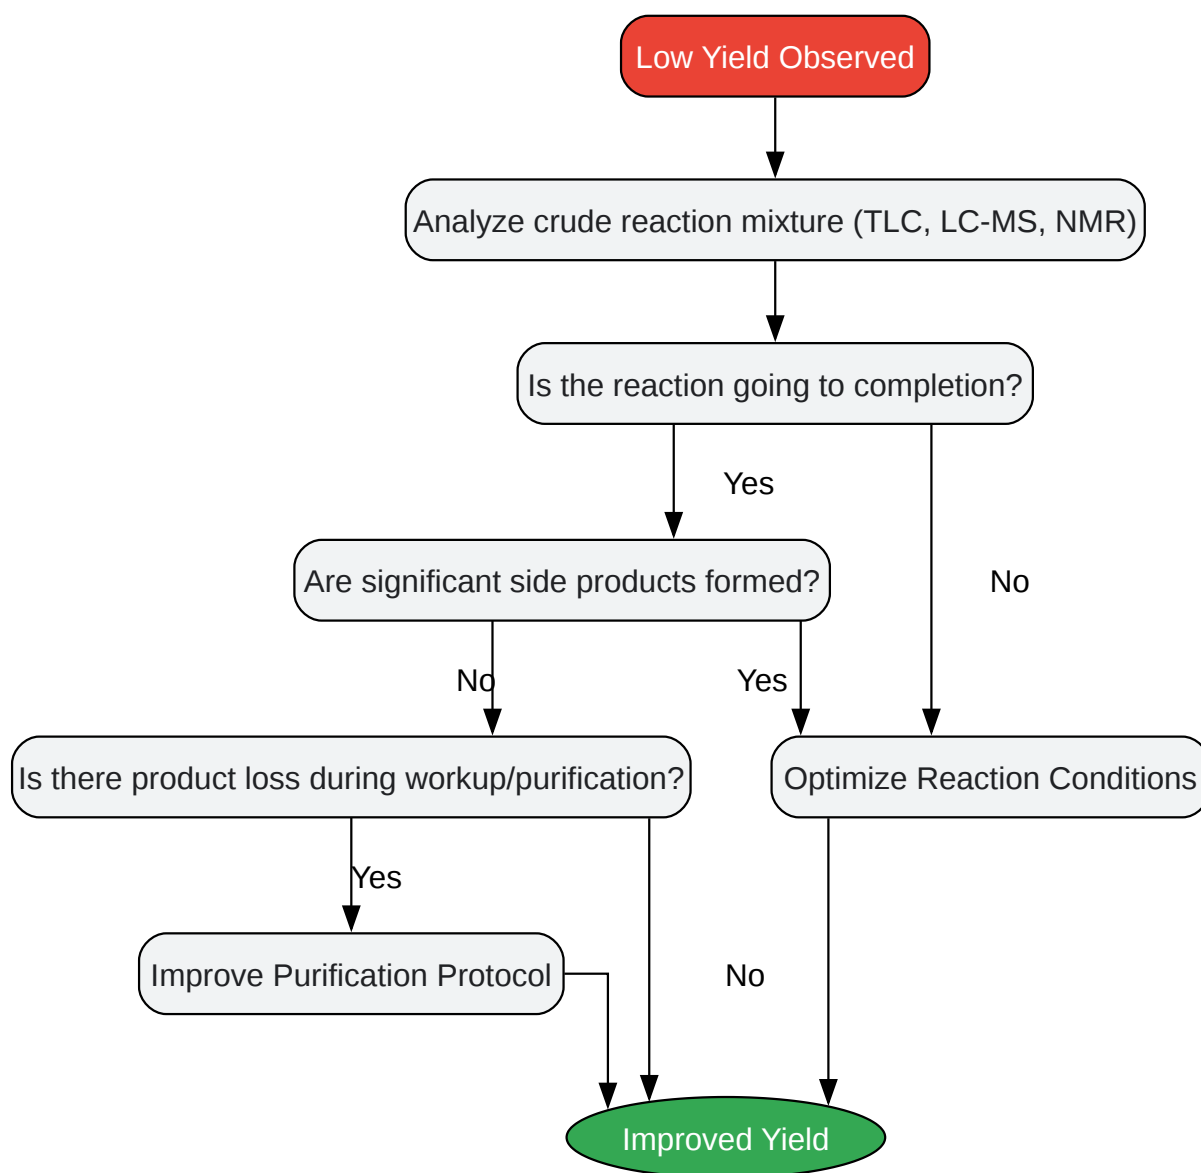 Low Yield Observed
Analyze crude reaction mixture (TLC, LC-MS, NMR)
Is the reaction going to completion?
Yes
Are significant side products formed?
No
No
Yes
Is there product loss during workup/purification?
Optimize Reaction Conditions
Yes
Improve Purification Protocol
No
Improved Yield